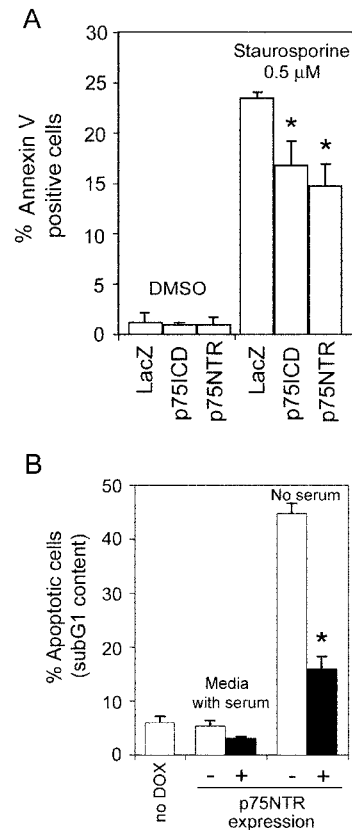 A
30
25
20
15
10
5
0
% Annexin V
positive cells
Staurosporine
0.5 µM
*
*
DMSO
LacZ
p75ICD
p75NTR
LacZ
p75ICD
p75NTR
B
50
40
30
20
10
0
% Apoptotic cells
(subG1 content)
No serum
*
Media
with serum
no DOX
- + - +
p75NTR
expression